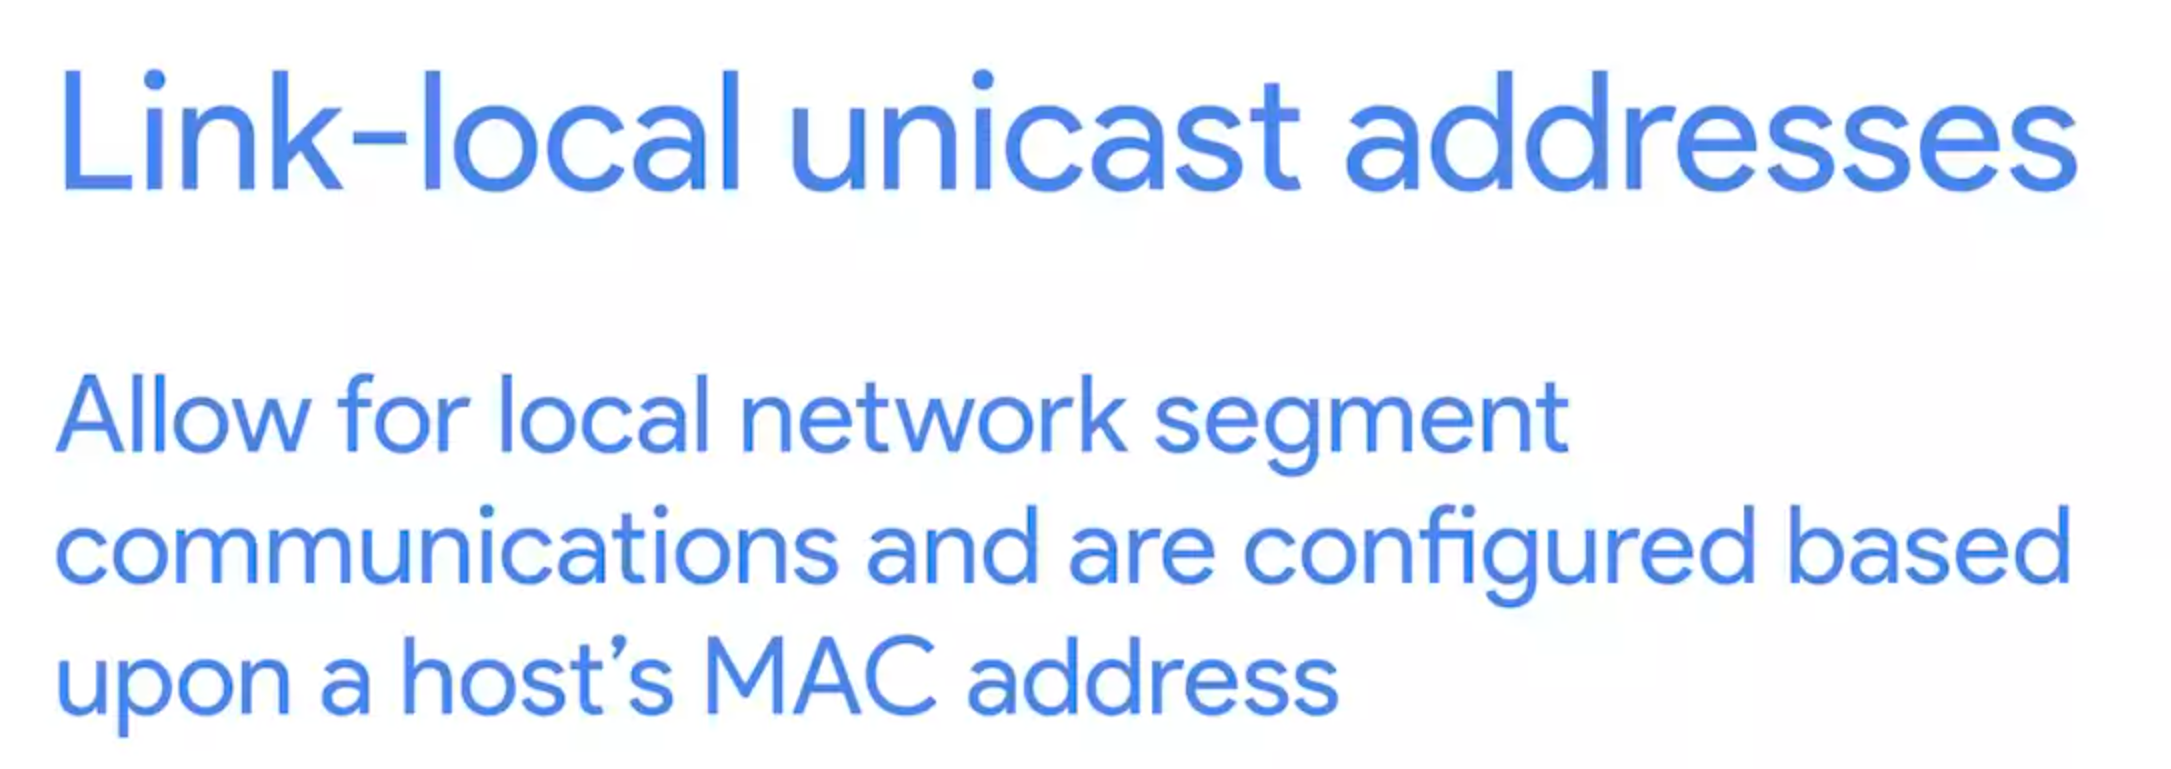 Link-local unicast addresses
Allow for local network segment
communications and are configured based
upon a host’s MAC address